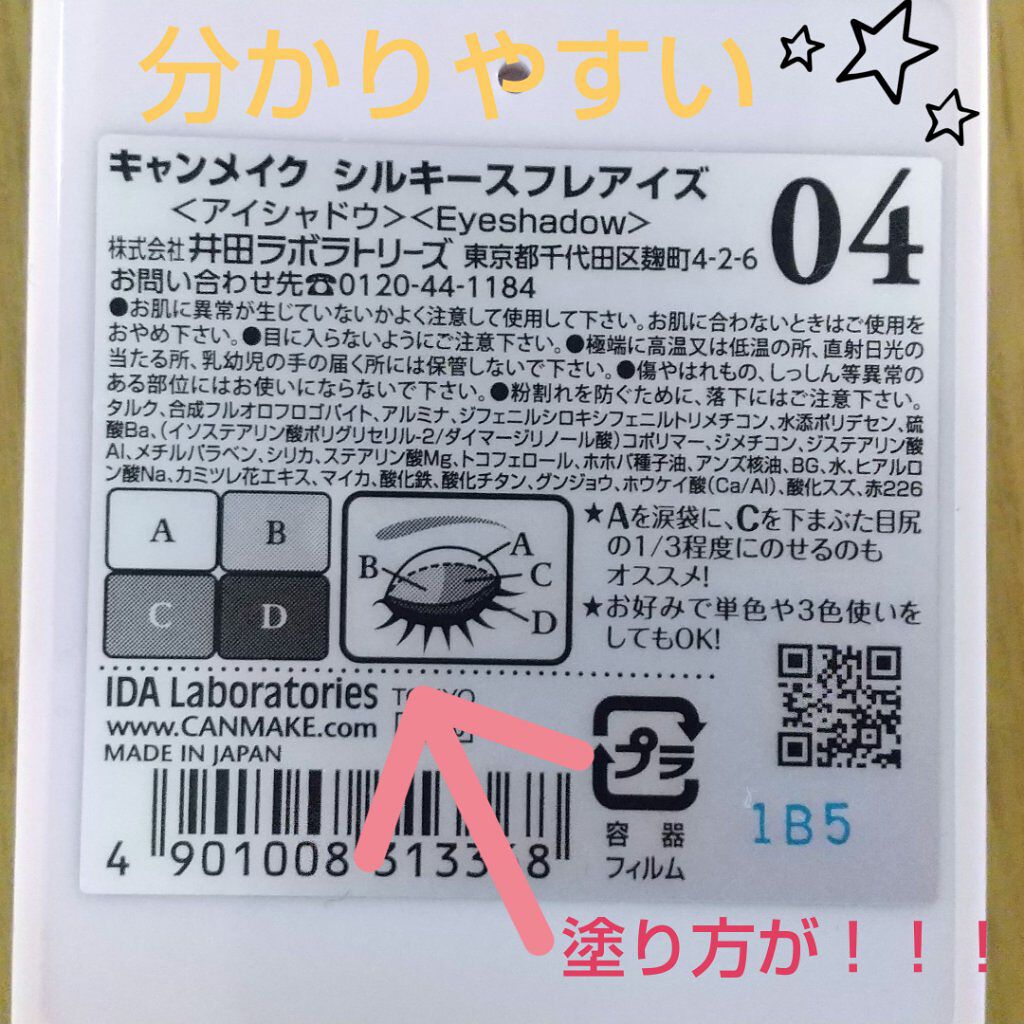 分かりやすい
キャンメイク シルキースフレアイズ
04
＜アイシャドウ＞＜Eyeshadow＞
株式会社 井田ラボラトリーズ 東京都千代田区麹町4-2-6
お問い合わせ先☎0120-44-1184
●お肌に異常が生じていないかよく注意して使用して下さい。お肌に合わないときはご使用を
おやめ下さい。●目に入らないようにご注意下さい。●極端に高温又は低温の所、直射日光の
当たる所、乳幼児の手の届く所には保管しないで下さい。●傷やはれもの、しっしん等異常の
ある部位にはお使いにならないで下さい。●粉割れを防ぐために、落下にはご注意下さい。
タルク、合成フルオロフロゴパイト、アルミナ、ジフェニルシロキシフェニルトリメチコン、水添ポリデセン、硫
酸Ba、（イソステアリン酸ポリグリセリル-2/ダイマージリノール酸）コポリマー、ジメチコン、ジステアリン酸
Al、メチルパラベン、シリカ、ステアリン酸Mg、トコフェロール、ホホバ種子油、アンズ核油、BG、水、ヒアルロ
ン酸Na、カミツレ花エキス、マイカ、酸化鉄、酸化チタン、グンジョウ、ホウケイ酸（Ca/Al）、酸化スズ、赤226
A
B
C
D
A
B
C
D
★Aを涙袋に、Cを下まぶた目尻
の1/3程度にのせるのも
オススメ！
★お好みで単色や3色使いを
してもOK！
IDA Laboratories
www.CANMAKE.com
MADE IN JAPAN
プラ
容器
フィルム
1B5
4 901008
塗り方が！！！